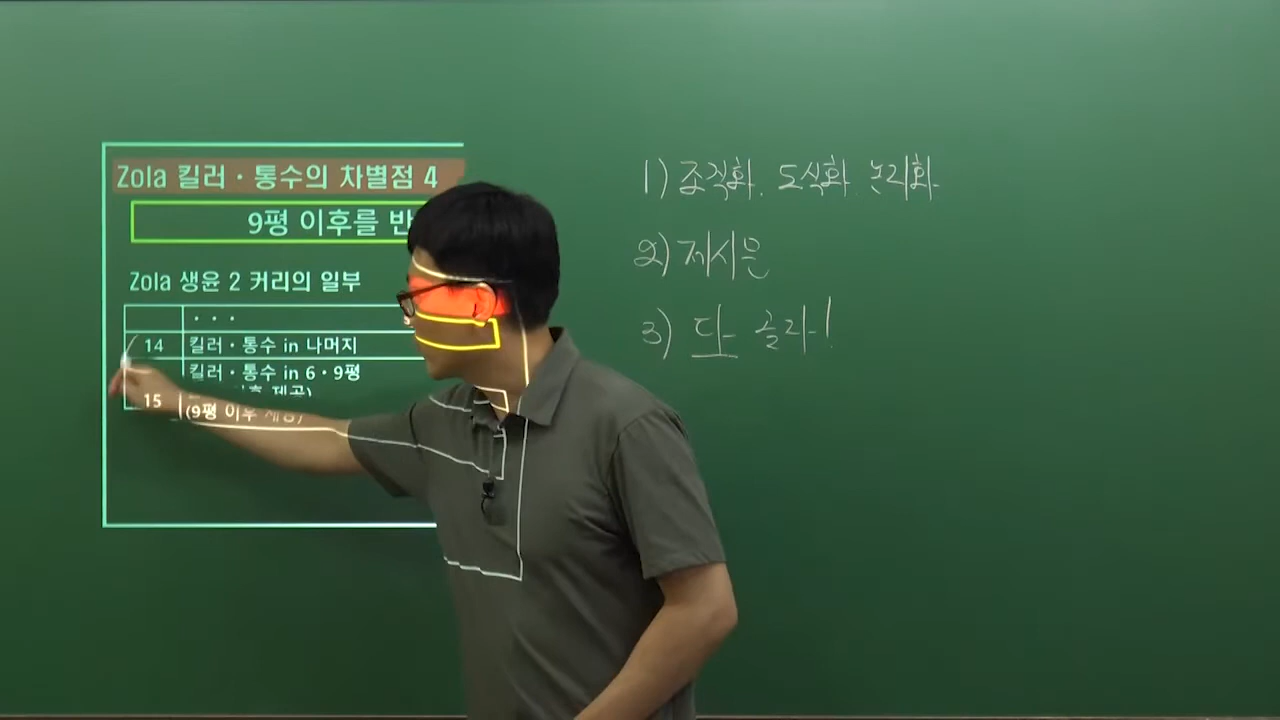 Zola 킬러・통수의 차별점 4
9평 이후를 반
Zola 생윤 2 커리의 일부
・・・
14 킬러・통수 in 나머지
킬러・통수 in 6・9평
15 (9평 이후 제공)
1) 조직화. 도식화. 논리화.
2) 제시문
3) 다 골라!